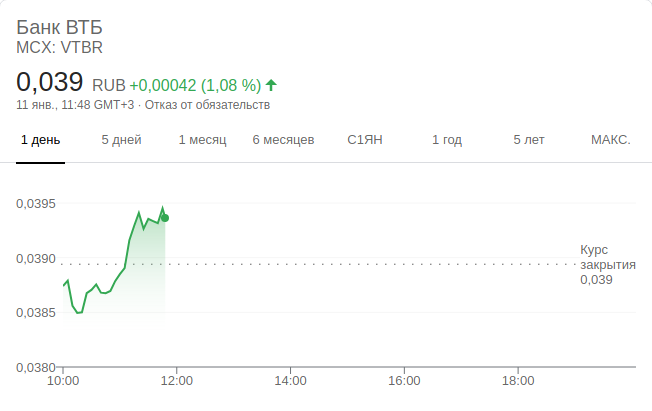 Банк ВТБ
MCX: VTBR
0,039 RUB +0,00042 (1,08 %)
11 янв., 11:48 GMT+3 · Отказ от обязательств
1 день 5 дней 1 месяц 6 месяцев С1ЯН 1 год 5 лет МАКС.
0,0395
0,0390
0,0385
0,0380
Курс
закрытия
0,039
10:00 12:00 14:00 16:00 18:00